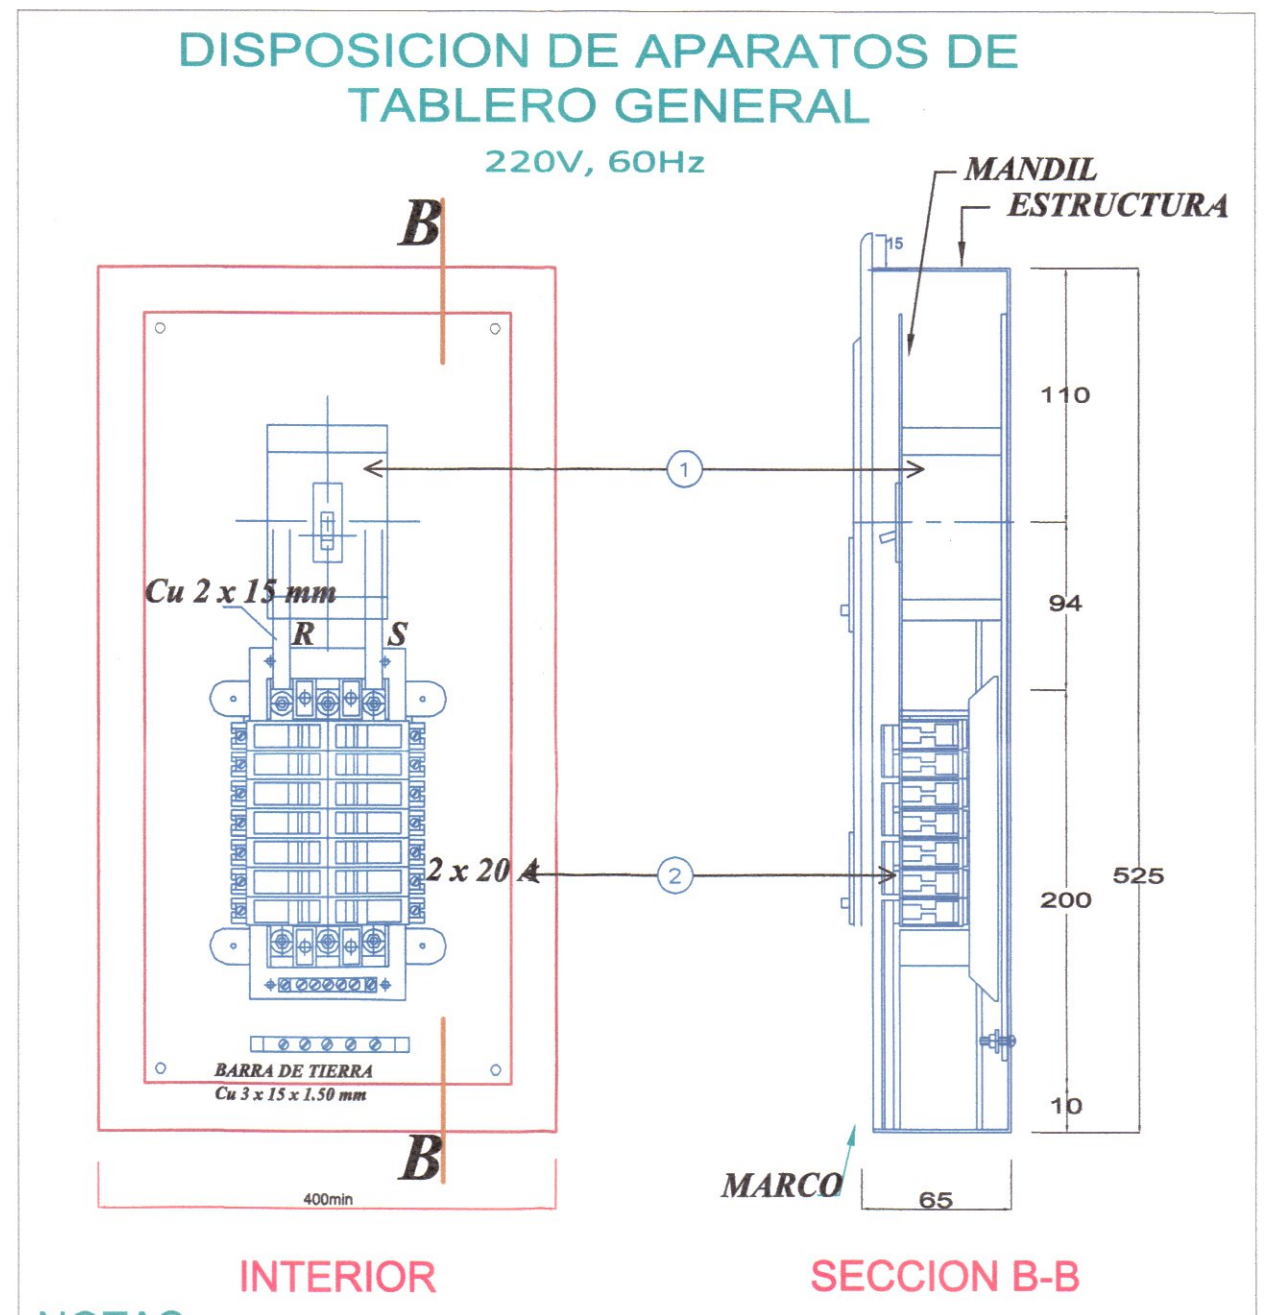 DISPOSICION DE APARATOS DE
TABLERO GENERAL
220V, 60Hz
MANDIL
ESTRUCTURA
B
15
110
1
Cu 2 x 15 mm
94
R
S
2 x 20 A
2
525
200
BARRA DE TIERRA
Cu 3 x 15 x 1.50 mm
10
B
MARCO
400min
65
INTERIOR
SECCION B-B